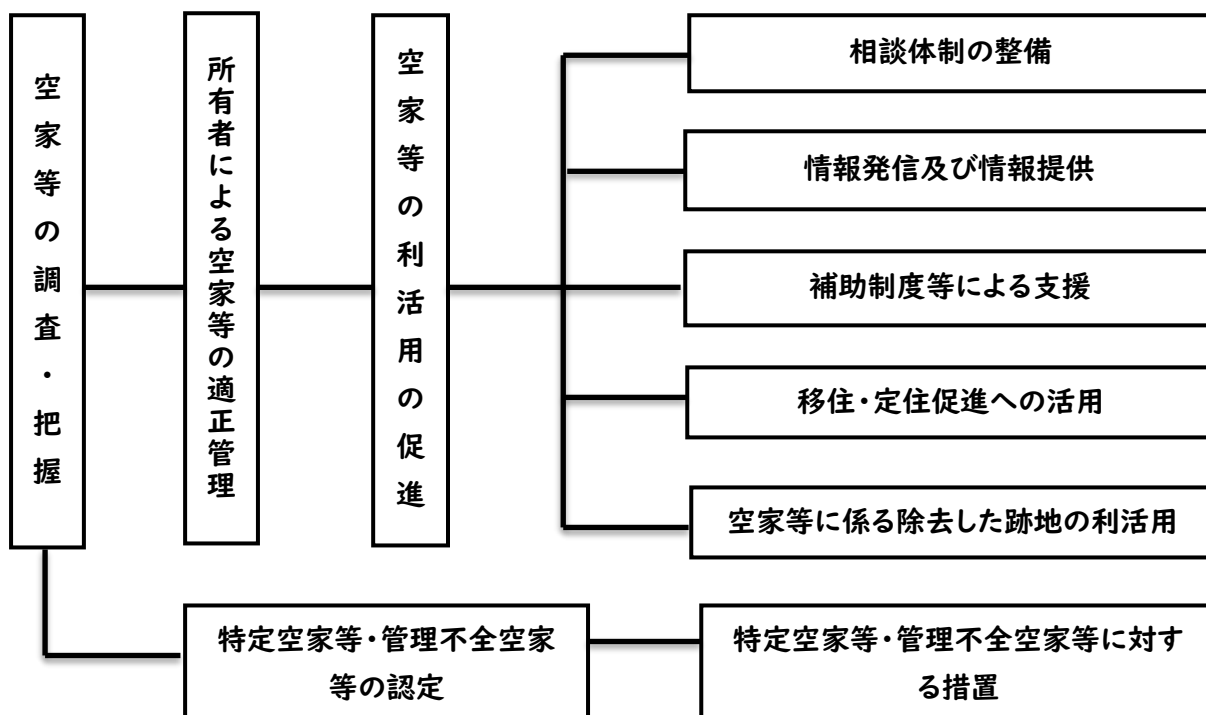 空家等の調査・把握
所有者による空家等の適正管理
空家等の利活用の促進
相談体制の整備
情報発信及び情報提供
補助制度等による支援
移住・定住促進への活用
空家等に係る除去した跡地の利活用
特定空家等・管理不全空家
等の認定
特定空家等・管理不全空家等に対す
る措置